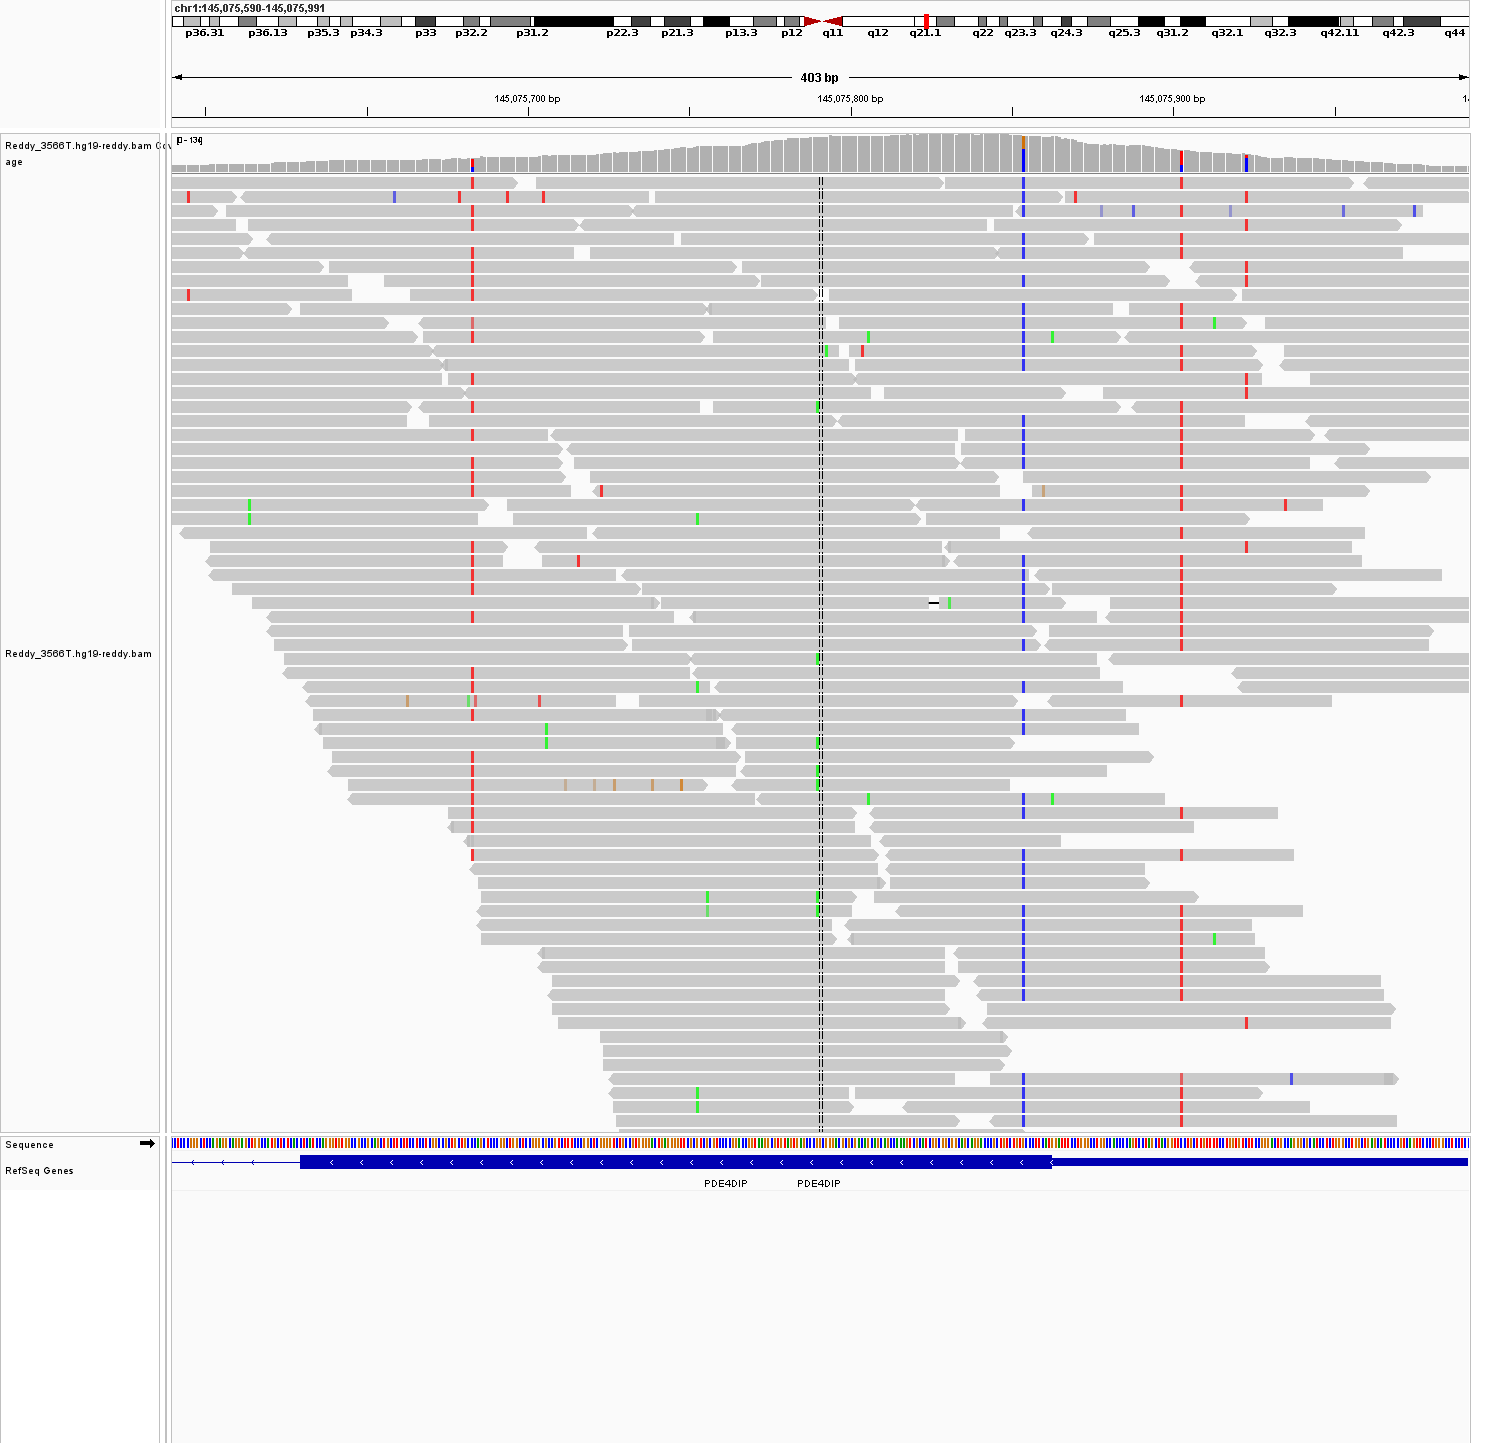 chr1:145,075,590-145,075,991
p36.31 p36.13 p35.3 p34.3 p33 p32.2 p31.2 p22.3 p21.3 p13.3 p12 q11 q12 q21.1 q22 q23.3 q24.3 q25.3 q31.2 q32.1 q32.3 q42.11 q42.3 q44
403 bp
145,075,700 bp 145,075,800 bp 145,075,900 bp
Reddy_3566T.hg19-reddy.bam Cov
age
[0 - 134]
Reddy_3566T.hg19-reddy.bam
Sequence
RefSeq Genes
PDE4DIP PDE4DIP